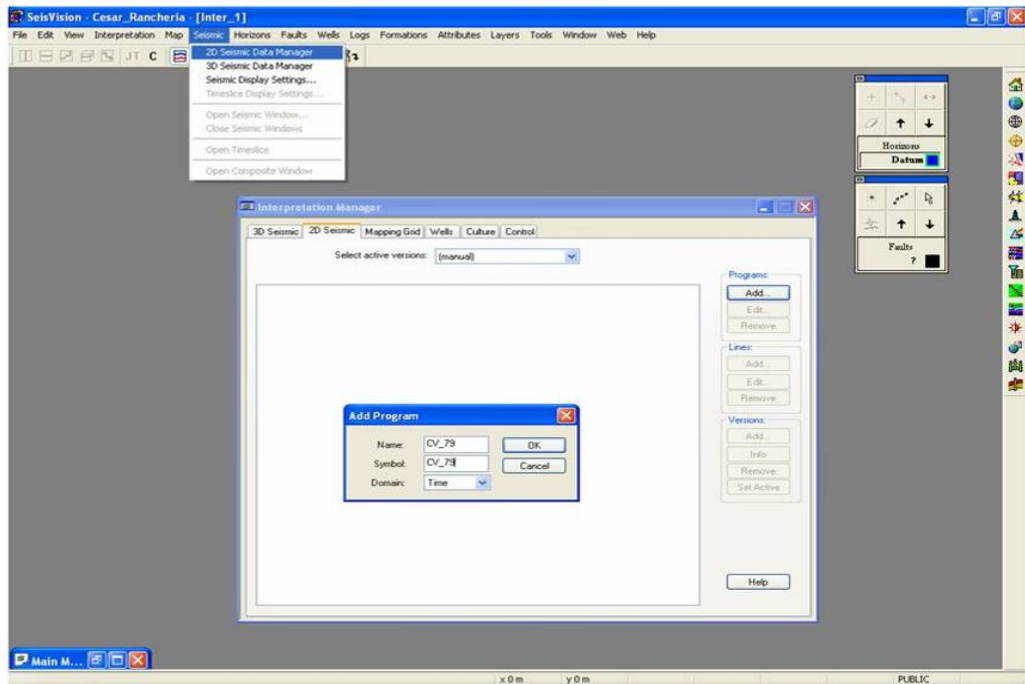 SeisVision - Cesar_Rancheria - [Inter_1]
File Edit View Interpretation Map Seismic Horizons Faults Wells Logs Formations Attributes Layers Tools Window Web Help
JT C
2D Seismic Data Manager
3D Seismic Data Manager
Seismic Display Settings...
Timeslice Display Settings...
Open Seismic Window...
Close Seismic Windows
Open Timeslice
Open Composite Window
Horizons
Datum
Faults
?
Interpretation Manager
3D Seismic 2D Seismic Mapping Grid Wells Culture Control
Select active versions: (manual)
Programs:
Add...
Edit...
Remove
Lines:
Add...
Edit...
Remove
Versions:
Add...
Info
Remove
Set Active
Help
Add Program
Name: CV_79 OK
Symbol: CV_79 Cancel
Domain: Time
Main M...
x 0 m y 0 m PUBLIC